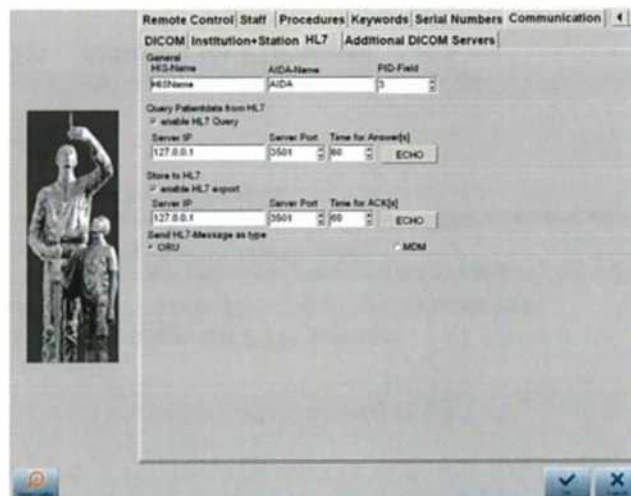 Remote Control Staff Procedures Keywords Serial Numbers Communication
DICOM Institution+Station HL7 Additional DICOM Servers
General
HIS-Name AIDA-Name PID-Field
HISName AIDA 3
Query Patientdata from HL7
enable HL7 Query
Server IP Server Port Time for Answer[s]
127.0.0.1 3501 60 ECHO
Store to HL7
enable HL7 export
Server IP Server Port Time for ACK[s]
127.0.0.1 3501 60 ECHO
Send HL7-Message as type
ORU MDM